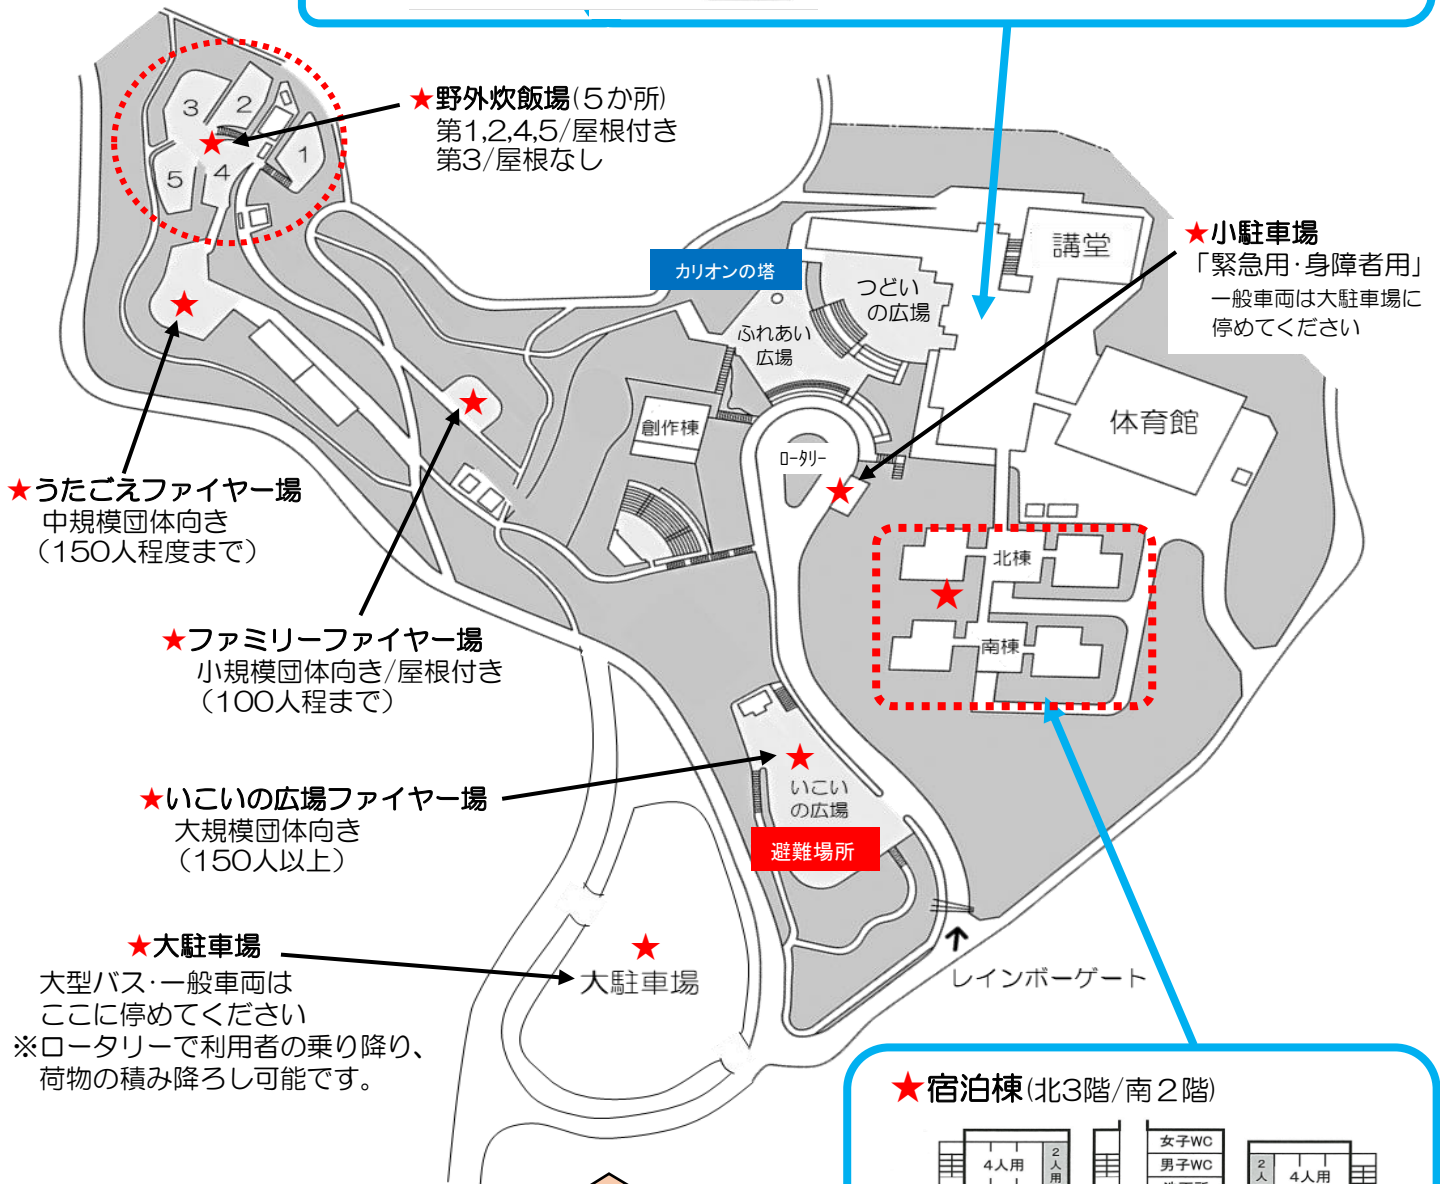 ★野外炊飯場(5か所)
第1,2,4,5/屋根付き
第3/屋根なし
3
2
1
5
4
★小駐車場
「緊急用･身障者用」
一般車両は大駐車場に
停めてください
カリオンの塔
つどい
の広場
講堂
ふれあい
広場
体育館
創作棟
ロータリー
★うたごえファイヤー場
中規模団体向き
（150人程度まで）
北棟
南棟
★ファミリーファイヤー場
小規模団体向き/屋根付き
（100人程まで）
★いこいの広場ファイヤー場
大規模団体向き
（150人以上）
いこい
の広場
避難場所
★大駐車場
大型バス･一般車両は
ここに停めてください
※ロータリーで利用者の乗り降り、
荷物の積み降ろし可能です。
大駐車場
レインボーゲート
★宿泊棟(北3階/南2階)
女子WC
男子WC
4人用
2人用
2人
4人用